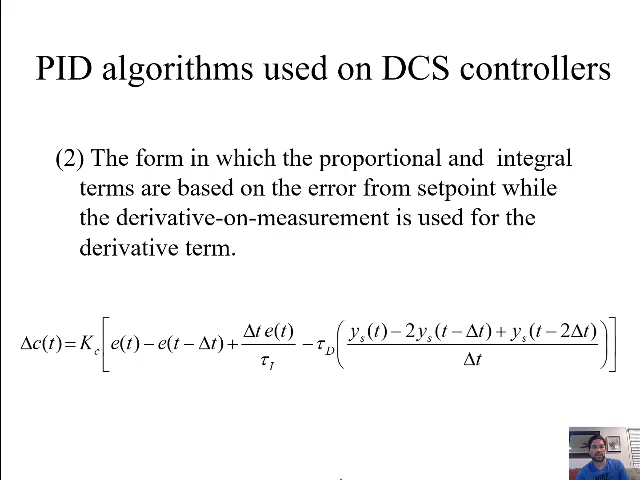 PID algorithms used on DCS controllers
(2) The form in which the proportional and integral
terms are based on the error from setpoint while
the derivative-on-measurement is used for the
derivative term.
Δc(t) = K_c [ e(t) − e(t − Δt) + Δt e(t) / τ_I − τ_D ( (y_s(t) − 2y_s(t − Δt) + y_s(t − 2Δt)) / Δt ) ]